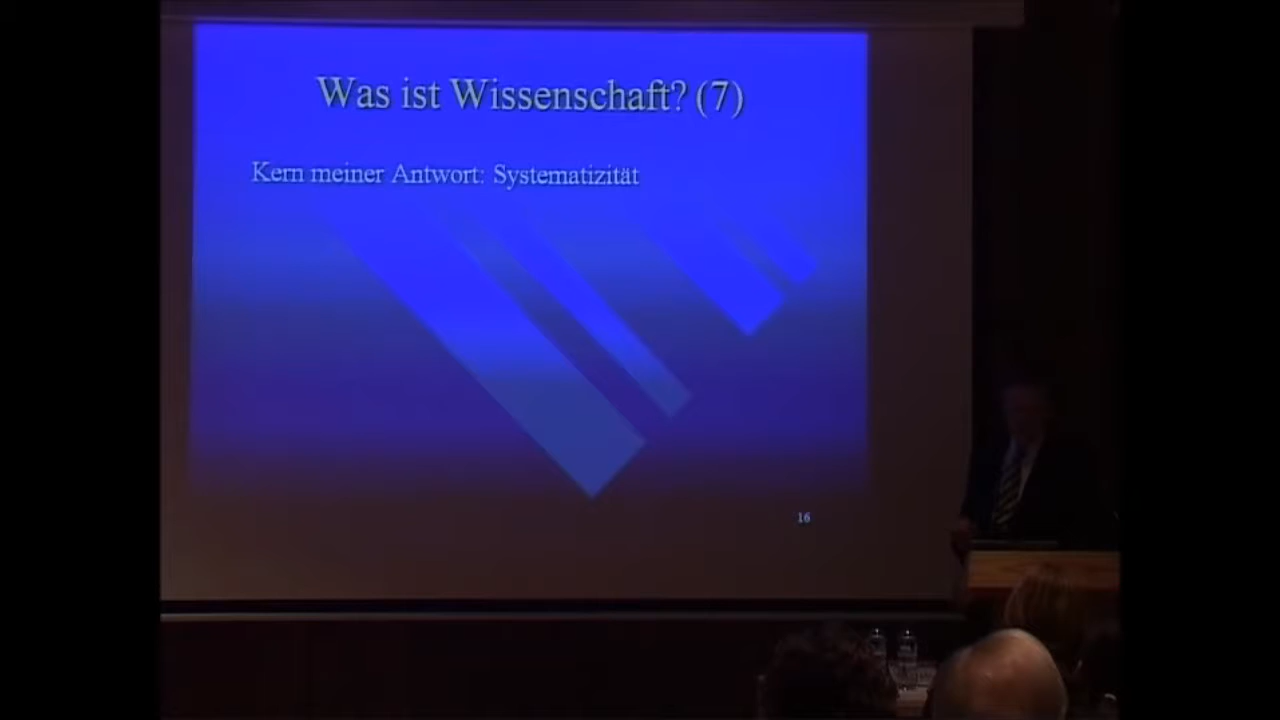 Was ist Wissenschaft? (7)
Kern meiner Antwort: Systematizität
16